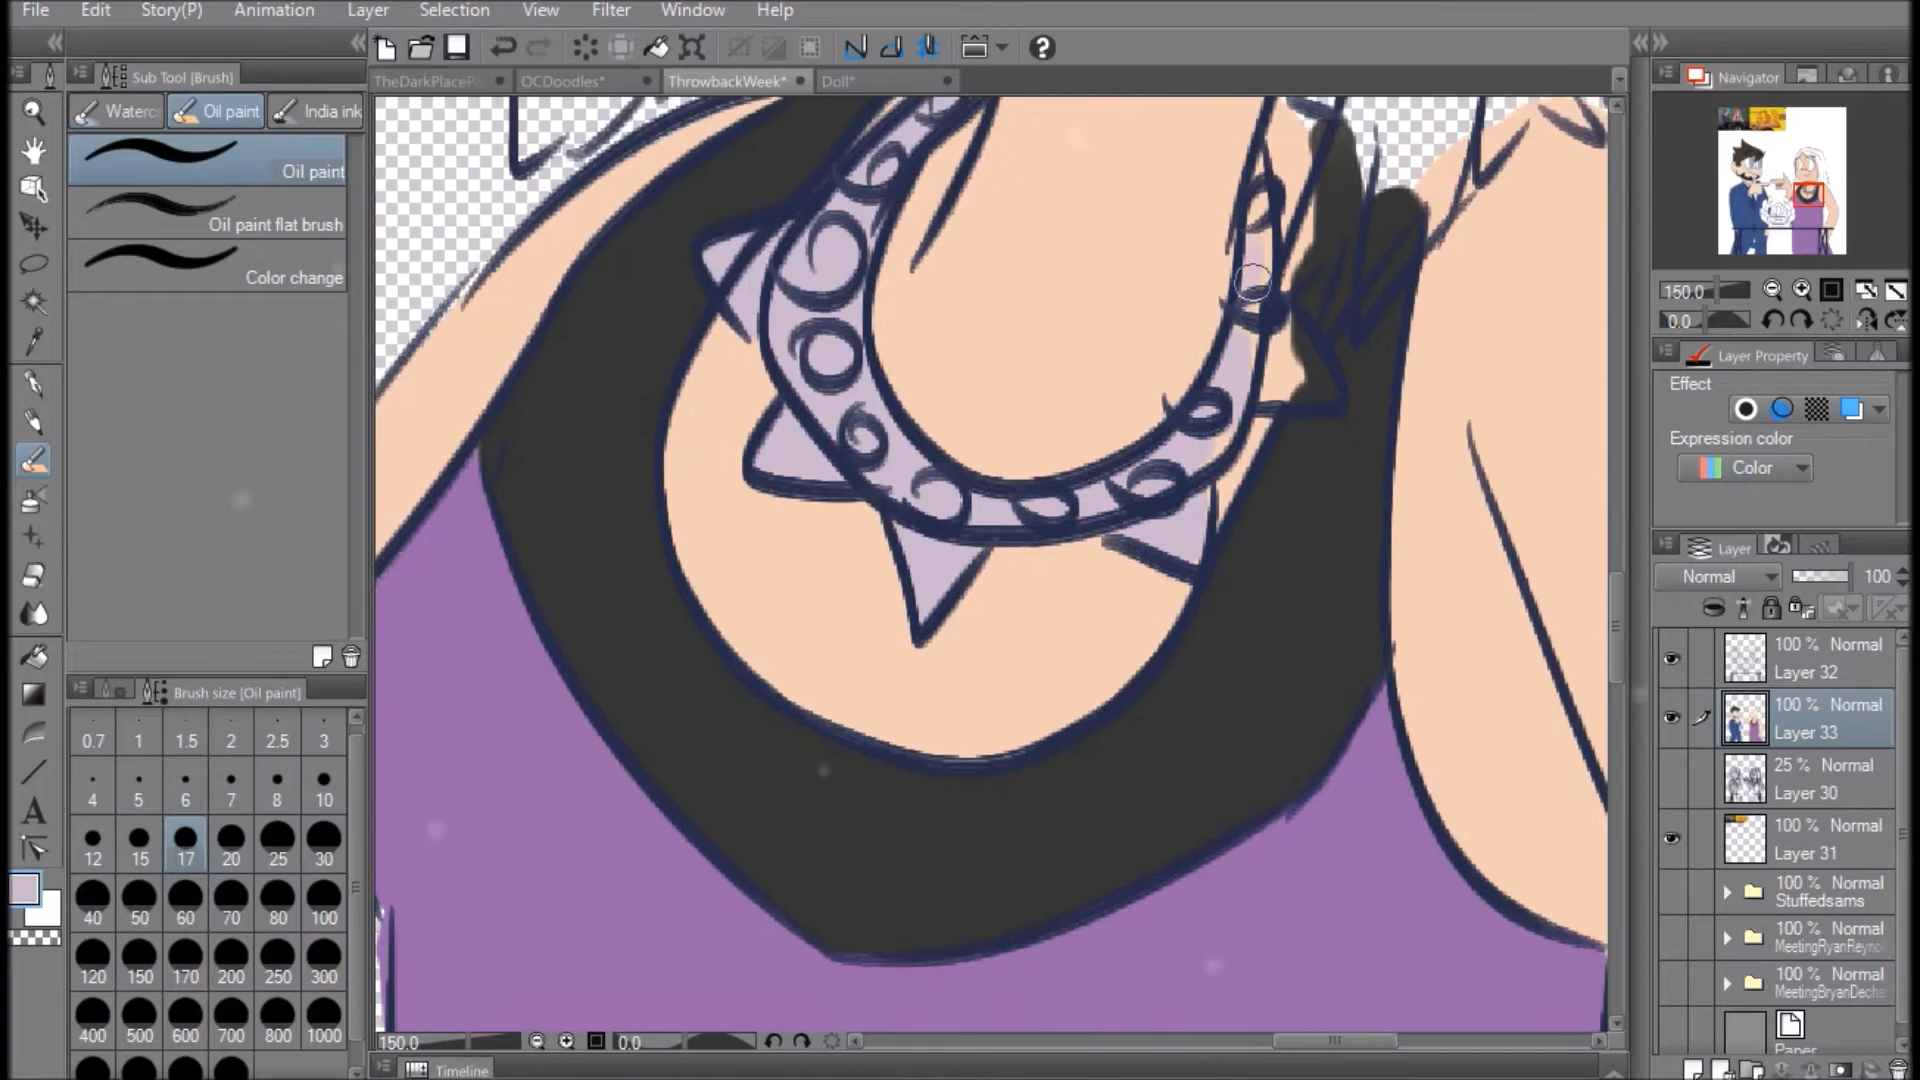 File Edit Story(P) Animation Layer Selection View Filter Window Help
Sub Tool [Brush]
TheDarkPlaceP OCDoodles* ThrowbackWeek* Doll*
Navigator
Waterc Oil paint India ink
Oil paint
Oil paint flat brush
Color change
150.0
0.0
Layer Property
Effect
Expression color
Color
Layer
Normal 100
100 % Normal
Layer 32
100 % Normal
Layer 33
25 % Normal
Layer 30
100 % Normal
Layer 31
100 % Normal
Stuffedsams
100 % Normal
MeetingRyanReyno
100 % Normal
MeetingBryanDecha
Paper
Brush size [Oil paint]
0.7 1 1.5 2 2.5 3
4 5 6 7 8 10
12 15 17 20 25 30
40 50 60 70 80 100
120 150 170 200 250 300
400 500 600 700 800 1000
150.0 0.0
Timeline